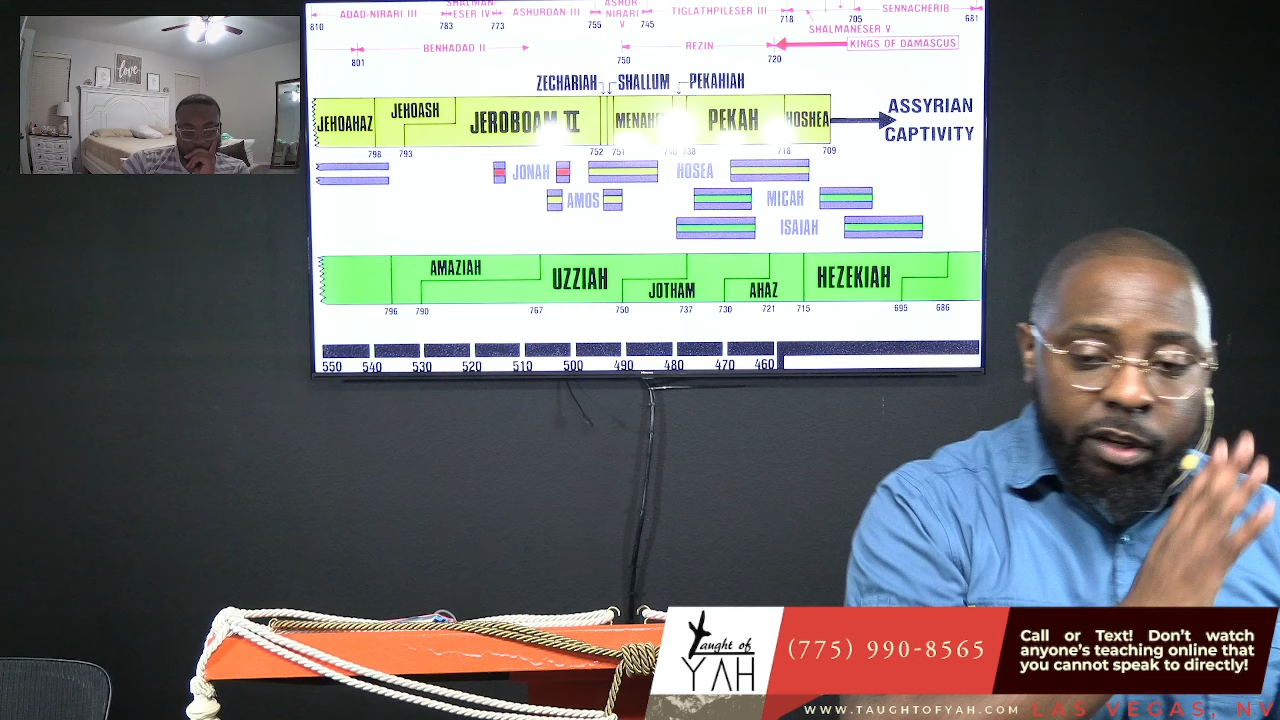 SHALMAN-
ASHUR-
ADAD-NIRARI III
ESER IV
ASHURDAN III
NIRARI
V
TIGLATHPILESER III
SENNACHERIB
810
783
773
755
745
718
705
681
SHALMANESER V
BENHADAD II
REZIN
KINGS OF DAMASCUS
801
750
720
love
ZECHARIAH
SHALLUM
PEKAHIAH
JEHOAHAZ
JEHOASH
JEROBOAM II
PEKAH
HOSHEA
ASSYRIAN
CAPTIVITY
798
793
752
751
740
738
718
709
JONAH
HOSEA
AMOS
MICAH
ISAIAH
AMAZIAH
UZZIAH
JOTHAM
AHAZ
HEZEKIAH
796
790
767
750
737
730
721
715
695
686
550
540
530
520
510
500
490
480
470
460
Taught of
YAH
(775) 990-8565
Call or Text! Don't watch
anyone's teaching online that
you cannot speak to directly!
WWW.TAUGHTOFYAH.COM
LAS VEGAS, NV